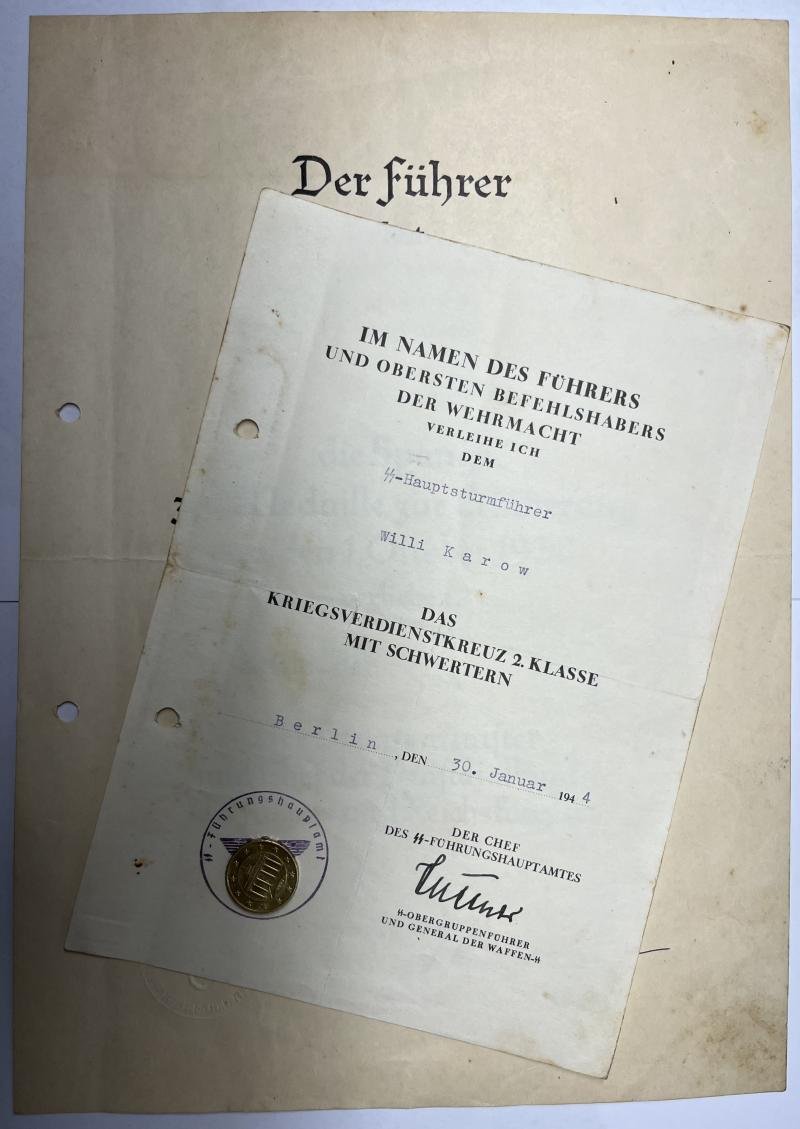 Der Führer
IM NAMEN DES FÜHRERS
UND OBERSTEN BEFEHLSHABERS
DER WEHRMACHT
VERLEIHE ICH
DEM
ᛋᛋ-Hauptsturmführer
Willi Karow
DAS
KRIEGSVERDIENSTKREUZ 2. KLASSE
MIT SCHWERTERN
Berlin, DEN 30. Januar 1944
ᛋᛋ-Führungshauptamt
DER CHEF
DES ᛋᛋ-FÜHRUNGSHAUPTAMTES
ᛋᛋ-OBERGRUPPENFÜHRER
UND GENERAL DER WAFFEN-ᛋᛋ